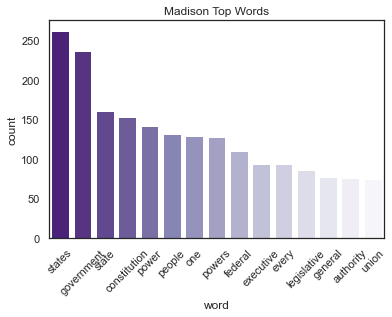 Madison Top Words
count
250
200
150
100
50
0
states
government
state
constitution
power
people
one
powers
federal
executive
every
legislative
general
authority
union
word